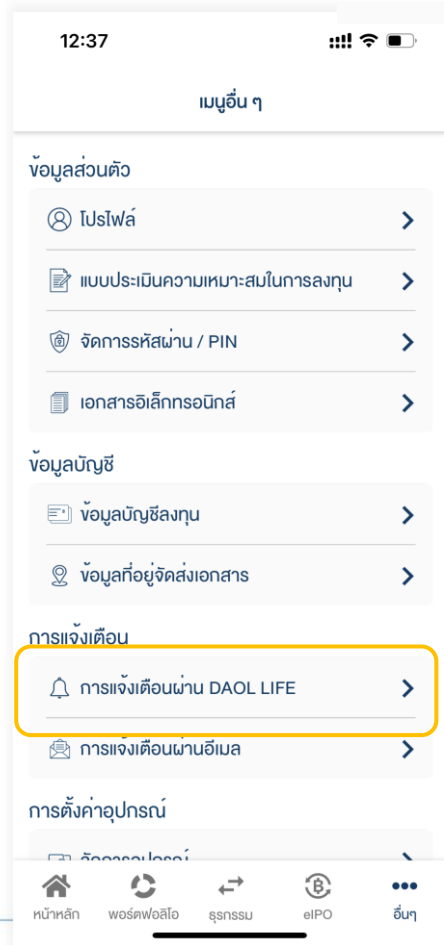 12:37
เมนูอื่น ๆ
ข้อมูลส่วนตัว
โปรไฟล์
แบบประเมินความเหมาะสมในการลงทุน
จัดการรหัสผ่าน / PIN
เอกสารอิเล็กทรอนิกส์
ข้อมูลบัญชี
ข้อมูลบัญชีลงทุน
ข้อมูลที่อยู่จัดส่งเอกสาร
การแจ้งเตือน
การแจ้งเตือนผ่าน DAOL LIFE
การแจ้งเตือนผ่านอีเมล
การตั้งค่าอุปกรณ์
จัดการอุปกรณ์
หน้าหลัก พอร์ตฟอลิโอ ธุรกรรม eIPO อื่นๆ